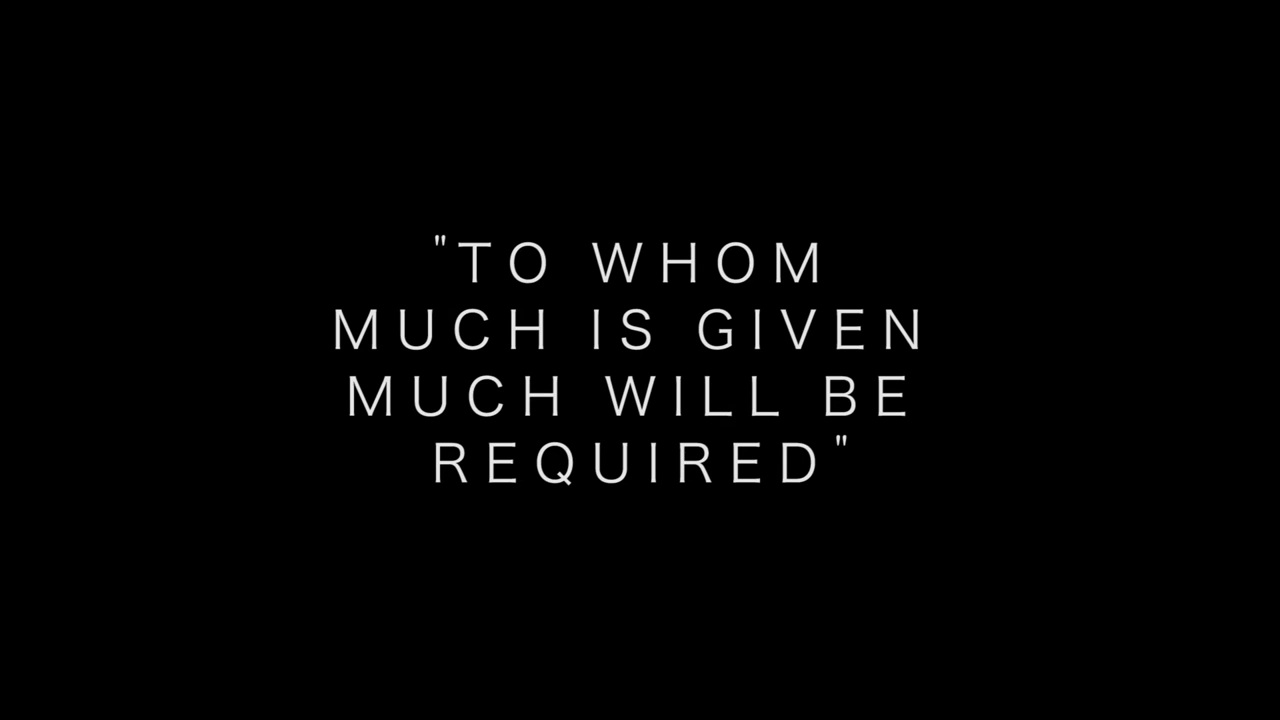 "TO WHOM
MUCH IS GIVEN
MUCH WILL BE
REQUIRED"